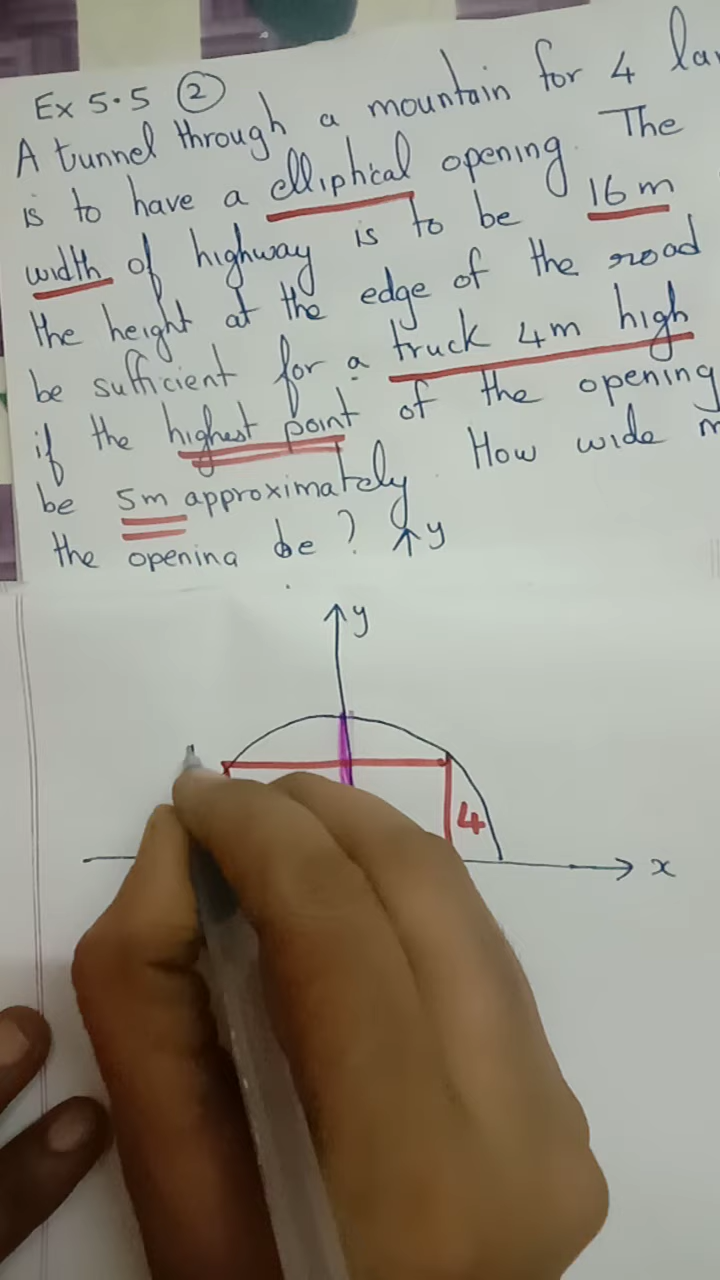 Ex 5.5 2
A tunnel through a mountain for 4
is to have a elliphcal opening. The
width of highway is to be 16m
the height at the edge of the road
be sufficient for a truck 4m high
if the highest point of the opening
be 5m approximately. How wide
the opening be? y
y
4
x